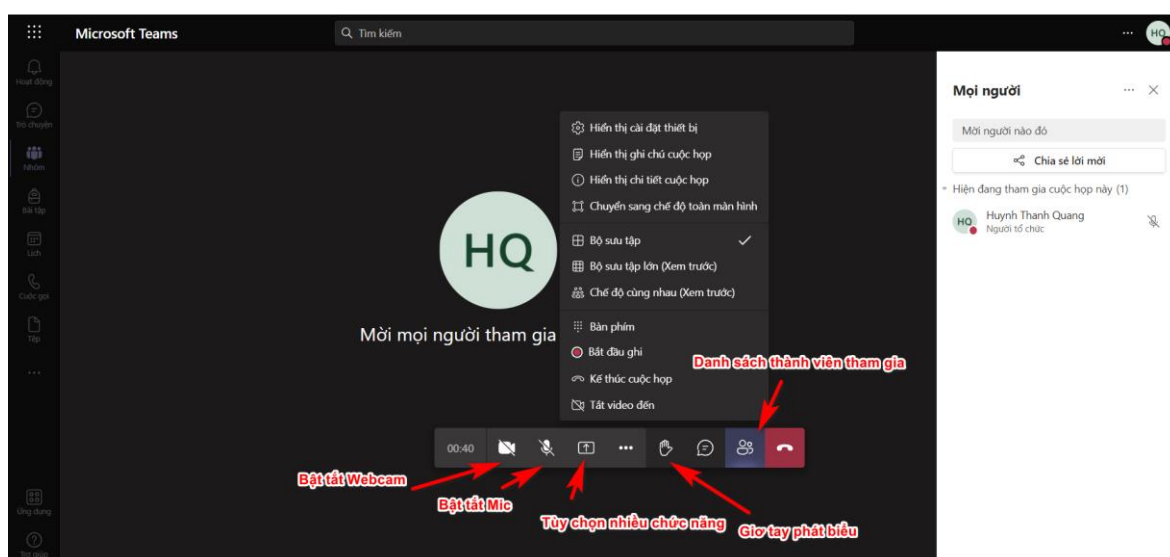 Microsoft Teams
Tìm kiếm
HQ
Hoạt động
Trò chuyện
Nhóm
Bài tập
Lịch
Cuộc gọi
Tệp
Ứng dụng
Trợ giúp
HQ
Mời mọi người tham gia
Hiển thị cài đặt thiết bị
Hiển thị ghi chú cuộc họp
Hiển thị chi tiết cuộc họp
Chuyển sang chế độ toàn màn hình
Bộ sưu tập
Bộ sưu tập lớn (Xem trước)
Chế độ cùng nhau (Xem trước)
Bàn phím
Bắt đầu ghi
Kế thúc cuộc họp
Tắt video đến
Danh sách thành viên tham gia
00:40
Bật tắt Webcam
Bật tắt Mic
Tùy chọn nhiều chức năng
Giơ tay phát biểu
Mọi người
Mời người nào đó
Chia sẻ lời mời
Hiện đang tham gia cuộc họp này (1)
HQ
Huynh Thanh Quang
Người tổ chức